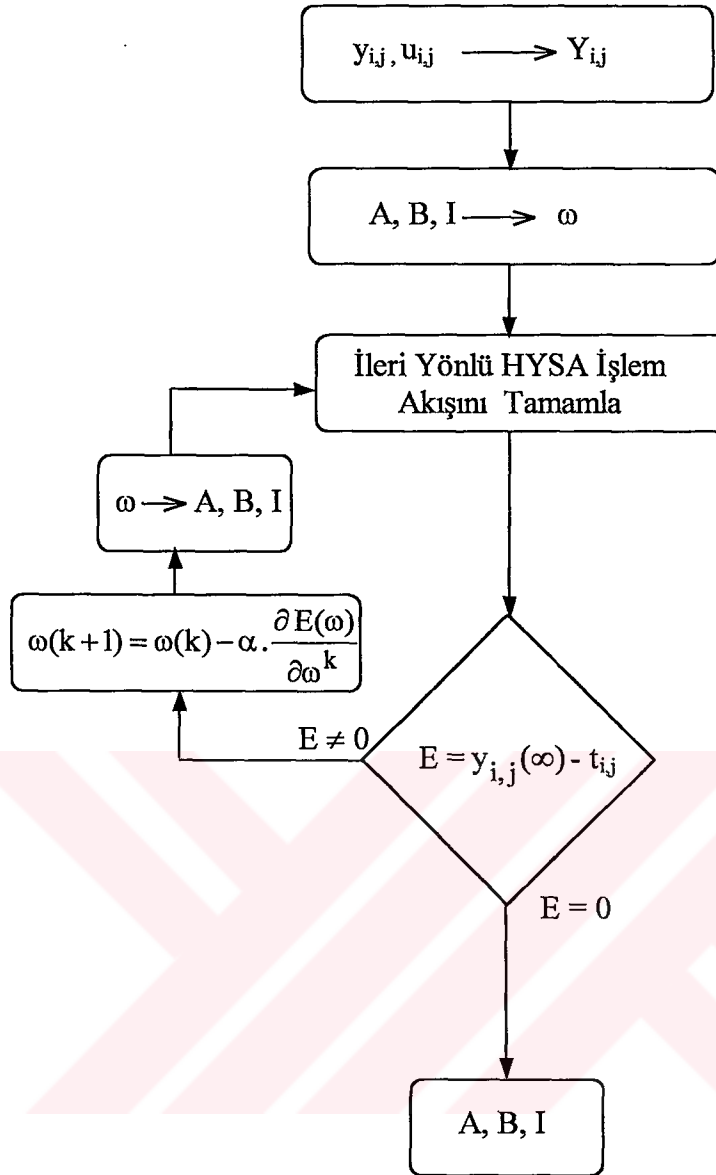 y_{i,j}, u_{i,j} → Y_{i,j}
A, B, I → ω
İleri Yönlü HYSA İşlem
Akışını Tamamla
ω → A, B, I
ω(k+1) = ω(k) − α . ∂E(ω)/∂ω^k
E ≠ 0
E = y_{i,j}(∞) - t_{i,j}
E = 0
A, B, I